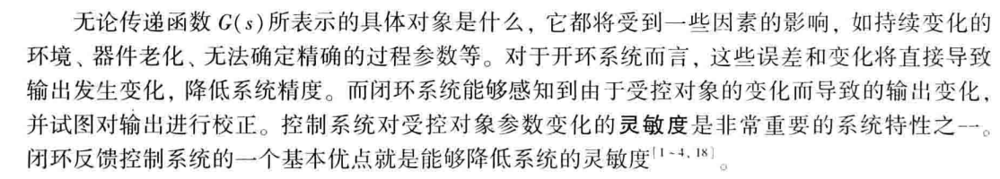 无论传递函数 G(s)所表示的具体对象是什么，它都将受到一些因素的影响，如持续变化的
环境、器件老化、无法确定精确的过程参数等。对于开环系统而言，这些误差和变化将直接导致
输出发生变化，降低系统精度。而闭环系统能够感知到由于受控对象的变化而导致的输出变化，
并试图对输出进行校正。控制系统对受控对象参数变化的灵敏度是非常重要的系统特性之一。
闭环反馈控制系统的一个基本优点就是能够降低系统的灵敏度[1~4, 18]。